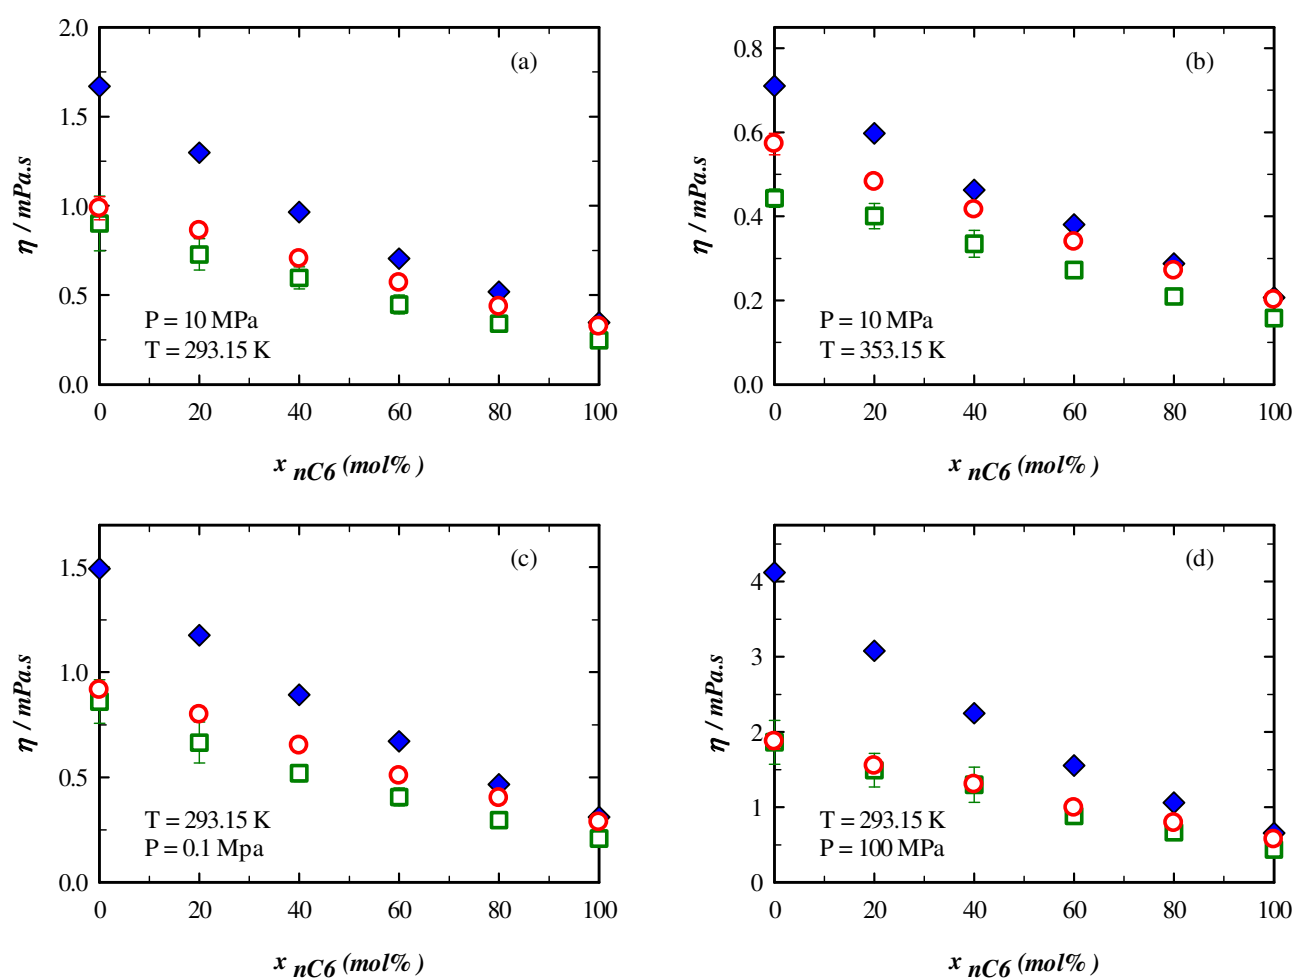 2.0
1.5
1.0
0.5
0.0
η / mPa.s
(a)
P = 10 MPa
T = 293.15 K
0 20 40 60 80 100
x nC6 (mol% )
0.8
0.6
0.4
0.2
0.0
η / mPa.s
(b)
P = 10 MPa
T = 353.15 K
0 20 40 60 80 100
x nC6 (mol% )
1.5
1.0
0.5
0.0
η / mPa.s
(c)
T = 293.15 K
P = 0.1 Mpa
0 20 40 60 80 100
x nC6 (mol% )
4
3
2
1
0
η / mPa.s
(d)
T = 293.15 K
P = 100 MPa
0 20 40 60 80 100
x nC6 (mol% )